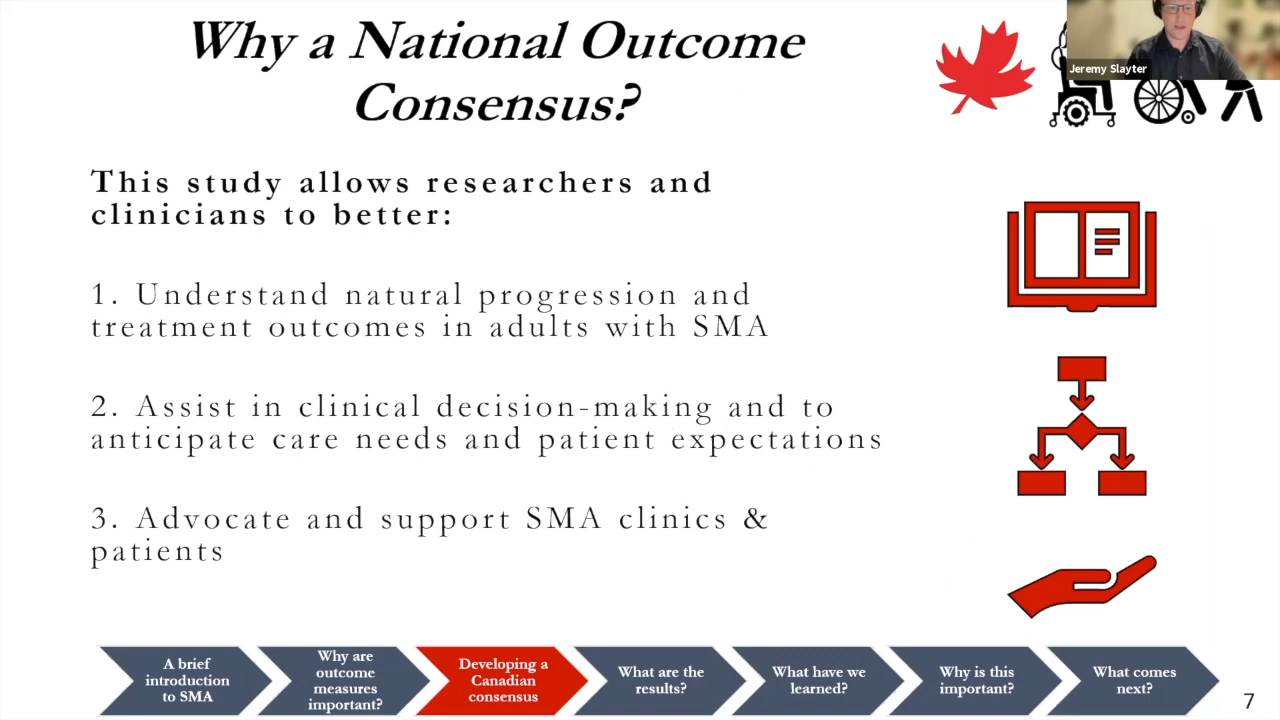 Why a National Outcome
Consensus?
Jeremy Slayter
This study allows researchers and
clinicians to better:
1. Understand natural progression and
treatment outcomes in adults with SMA
2. Assist in clinical decision-making and to
anticipate care needs and patient expectations
3. Advocate and support SMA clinics &
patients
A brief
introduction
to SMA
Why are
outcome
measures
important?
Developing a
Canadian
consensus
What are the
results?
What have we
learned?
Why is this
important?
What comes
next?
7